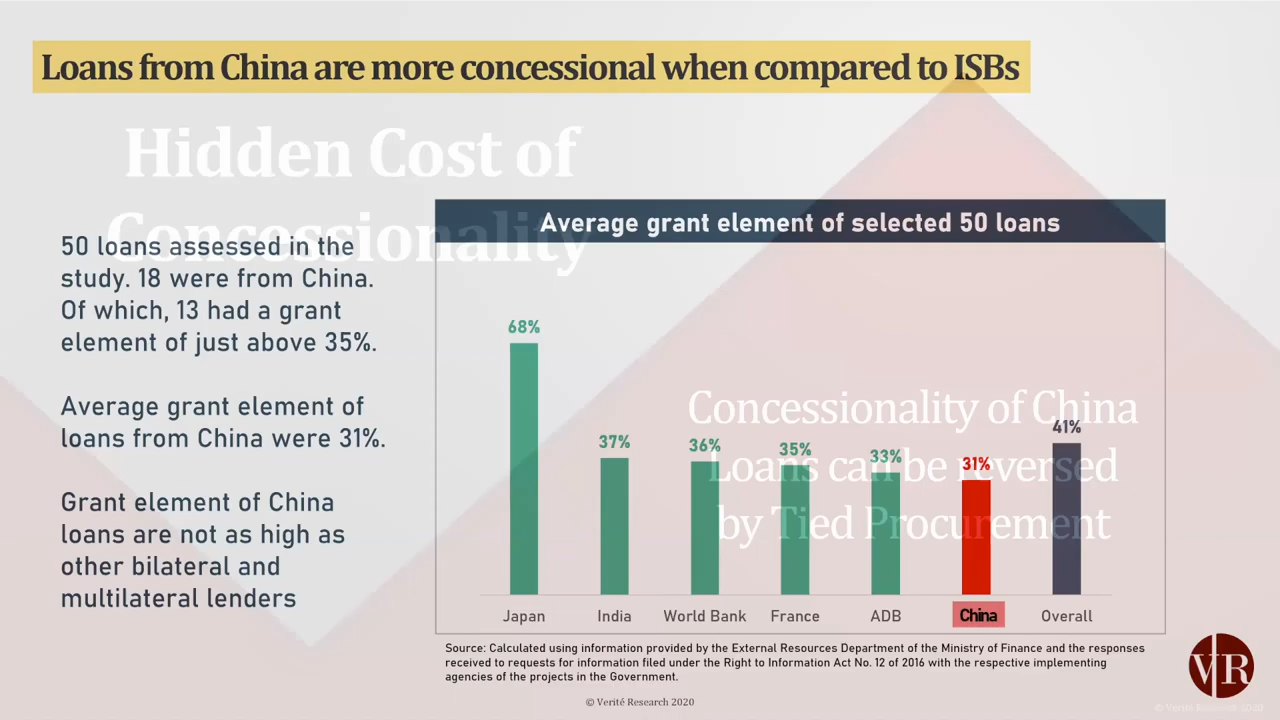 Loans from China are more concessional when compared to ISBs
Hidden Cost of
Concessionality
50 loans assessed in the
study. 18 were from China.
Of which, 13 had a grant
element of just above 35%.
Average grant element of
loans from China were 31%.
Grant element of China
loans are not as high as
other bilateral and
multilateral lenders
Average grant element of selected 50 loans
68%
37%
36%
35%
33%
31%
41%
Concessionality of China
Loans can be reversed
by Tied Procurement
Japan India World Bank France ADB China Overall
Source: Calculated using information provided by the External Resources Department of the Ministry of Finance and the responses
received to requests for information filed under the Right to Information Act No. 12 of 2016 with the respective implementing
agencies of the projects in the Government.
© Verité Research 2020
VR
© Verité Research 2020